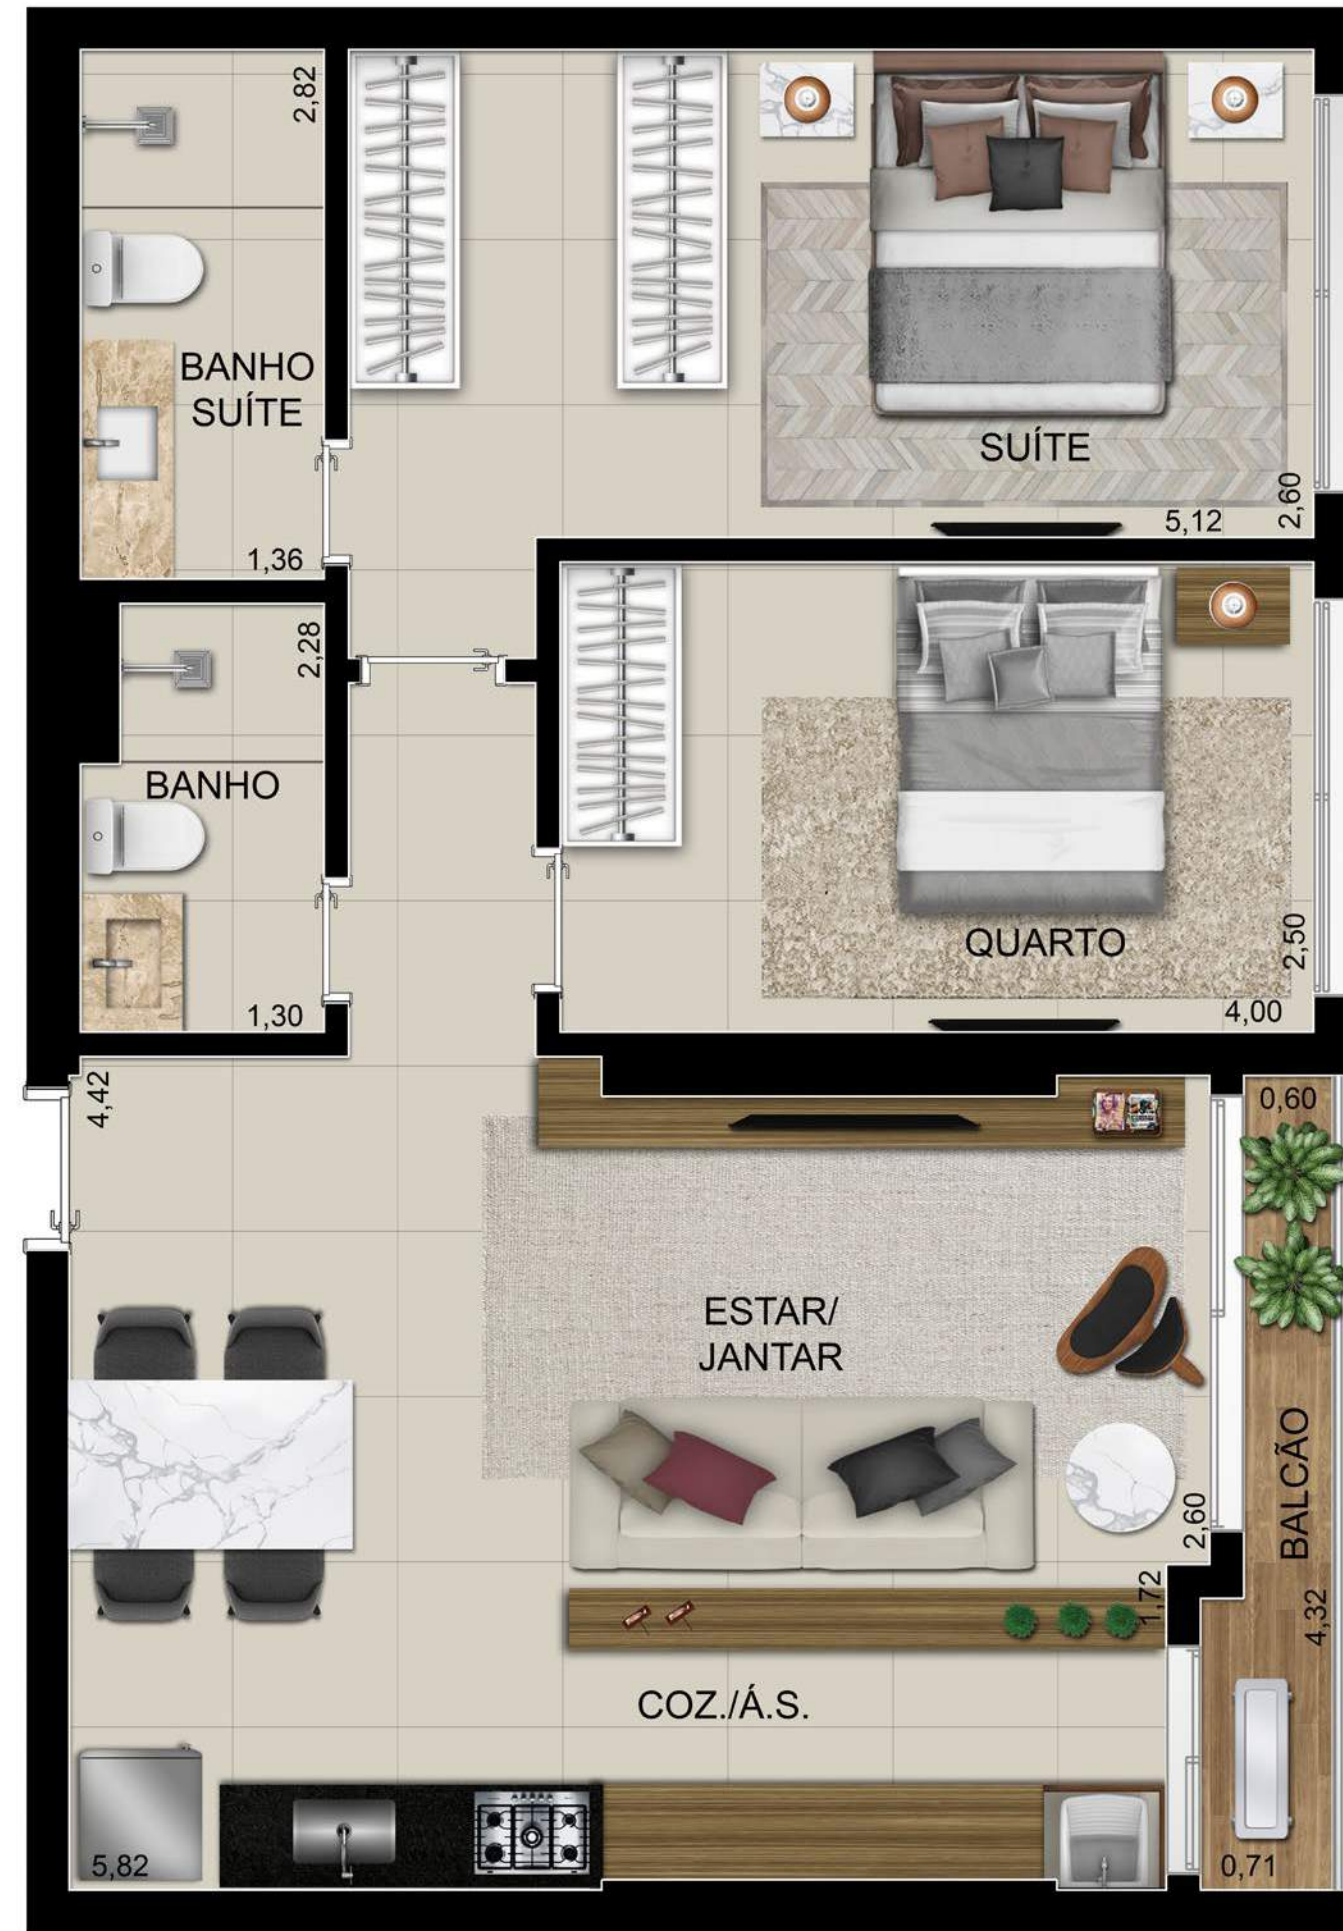 2,82
BANHO
SUÍTE
1,36
SUÍTE
5,12
2,60
2,28
BANHO
1,30
QUARTO
2,50
4,00
4,42
0,60
ESTAR/
JANTAR
2,60
BALCÃO
1,72
4,32
COZ./Á.S.
5,82
0,71